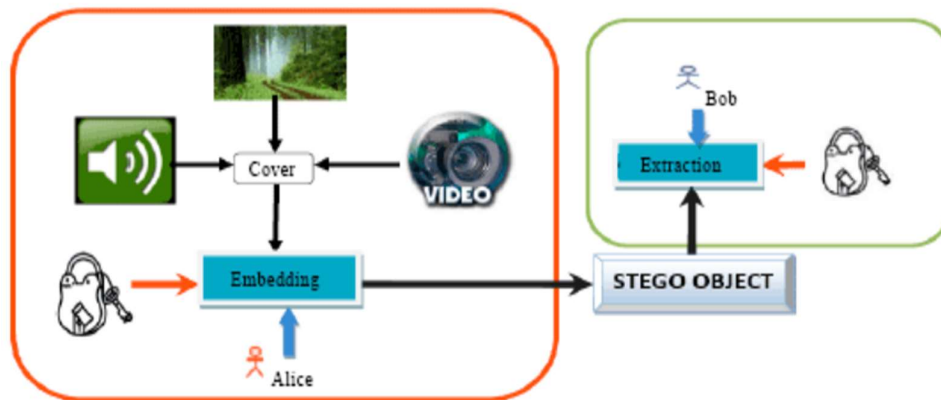 Bob
Cover
Extraction
VIDEO
Embedding
STEGO OBJECT
Alice